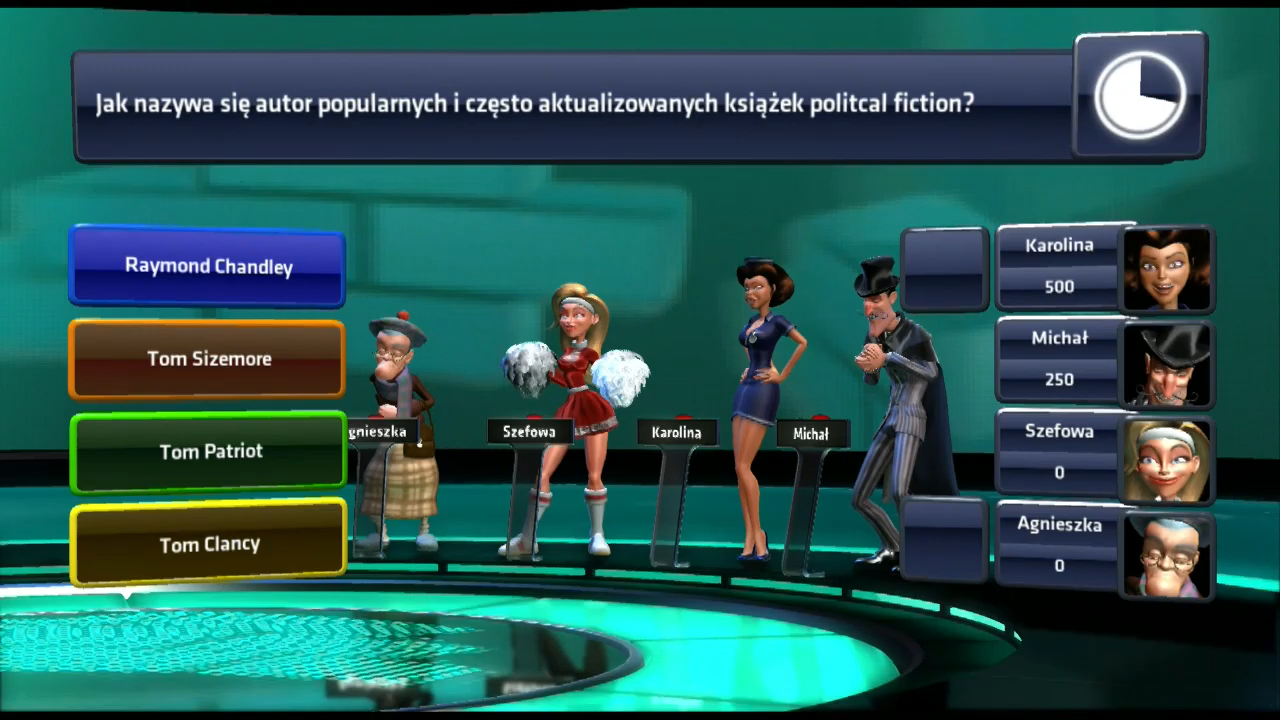 Jak nazywa się autor popularnych i często aktualizowanych książek politcal fiction?
Raymond Chandley
Tom Sizemore
Tom Patriot
Tom Clancy
gnieszka
Szefowa
Karolina
Michał
Karolina
500
Michał
250
Szefowa
0
Agnieszka
0